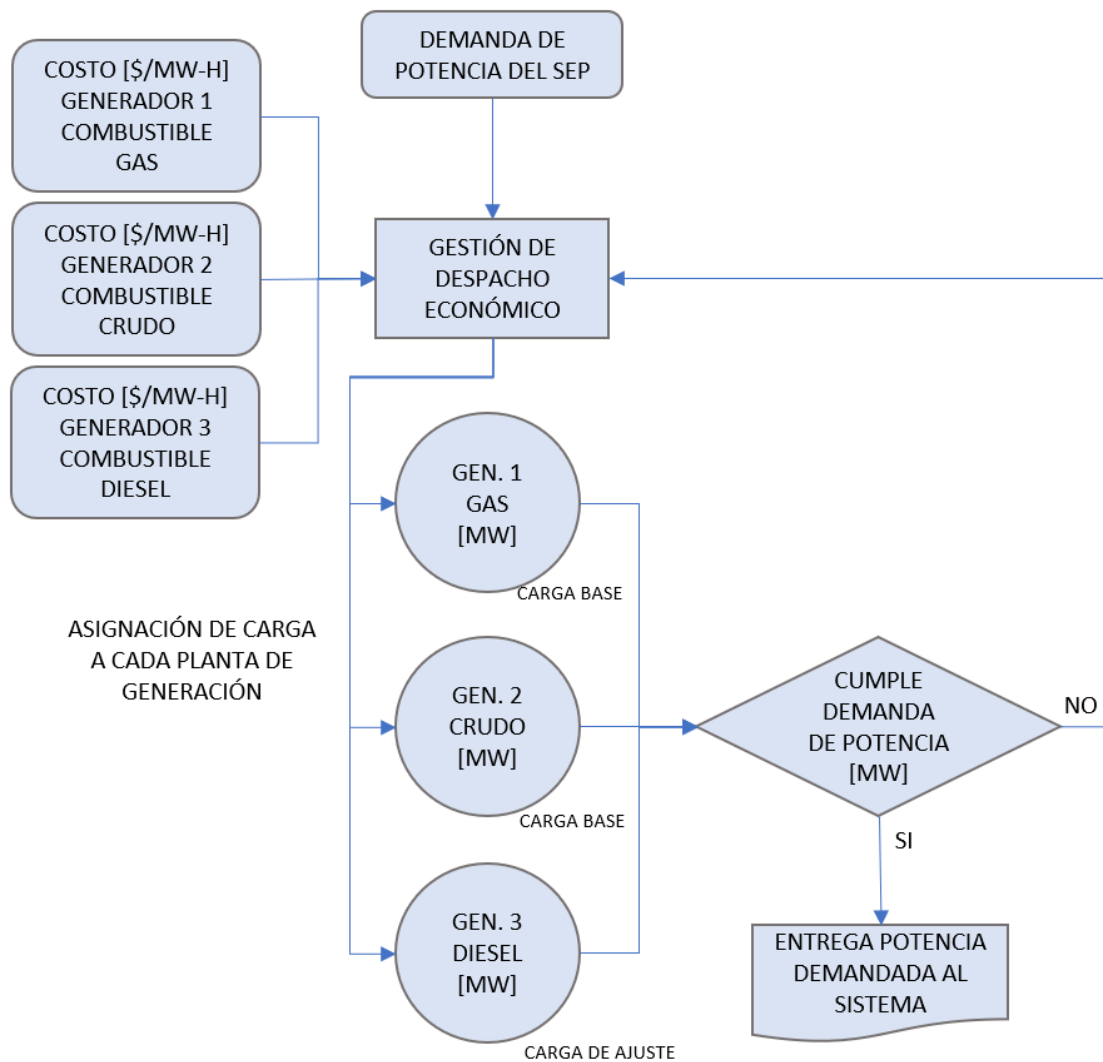 COSTO [$/MW-H]
GENERADOR 1
COMBUSTIBLE
GAS
DEMANDA DE
POTENCIA DEL SEP
COSTO [$/MW-H]
GENERADOR 2
COMBUSTIBLE
CRUDO
GESTIÓN DE
DESPACHO
ECONÓMICO
COSTO [$/MW-H]
GENERADOR 3
COMBUSTIBLE
DIESEL
GEN. 1
GAS
[MW]
CARGA BASE
ASIGNACIÓN DE CARGA
A CADA PLANTA DE
GENERACIÓN
GEN. 2
CRUDO
[MW]
CARGA BASE
CUMPLE
DEMANDA
DE POTENCIA
[MW]
NO
SI
GEN. 3
DIESEL
[MW]
CARGA DE AJUSTE
ENTREGA POTENCIA
DEMANDADA AL
SISTEMA